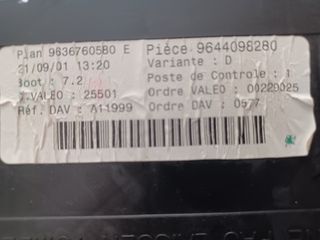 Plan 9636760580 E
Pièce 9644098280
21/09/01 13:20
Variante : D
Boot : 7.2
Poste de Controle : 1
. VALEO : 25501
Ordre VALEO : 00220025
Réf. DAV : A11999
Ordre DAV : 0577